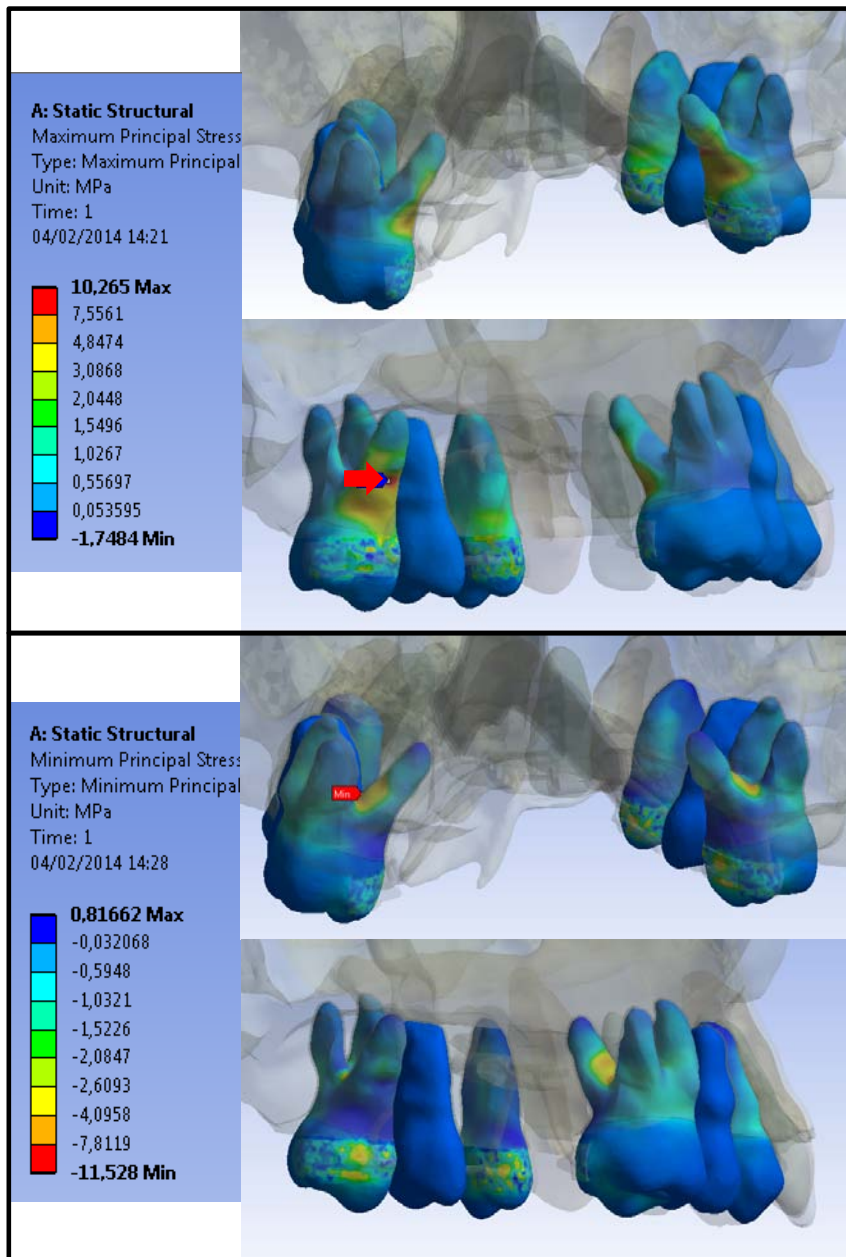 A: Static Structural
Maximum Principal Stress
Type: Maximum Principal
Unit: MPa
Time: 1
04/02/2014 14:21
10,265 Max
7,5561
4,8474
3,0868
2,0448
1,5496
1,0267
0,55697
0,053595
-1,7484 Min
A: Static Structural
Minimum Principal Stress
Type: Minimum Principal
Unit: MPa
Time: 1
04/02/2014 14:28
Min
0,81662 Max
-0,032068
-0,5948
-1,0321
-1,5226
-2,0847
-2,6093
-4,0958
-7,8119
-11,528 Min